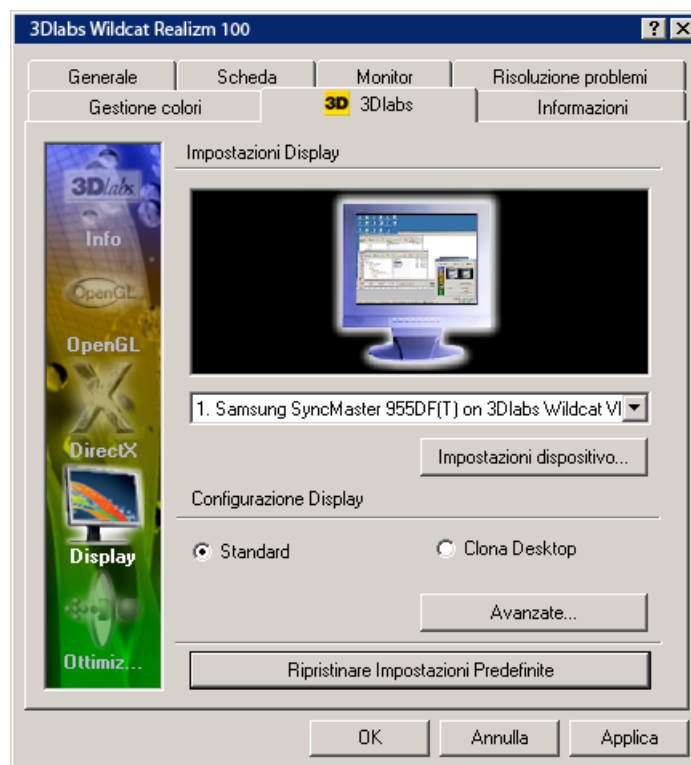 3Dlabs Wildcat Realizm 100
Generale
Scheda
Monitor
Risoluzione problemi
Gestione colori
3D 3Dlabs
Informazioni
3Dlabs
Info
OpenGL
OpenGL
DirectX
Display
Ottimiz...
Impostazioni Display
1. Samsung SyncMaster 955DF(T) on 3Dlabs Wildcat VI
Impostazioni dispositivo...
Configurazione Display
Standard
Clona Desktop
Avanzate...
Ripristinare Impostazioni Predefinite
OK
Annulla
Applica